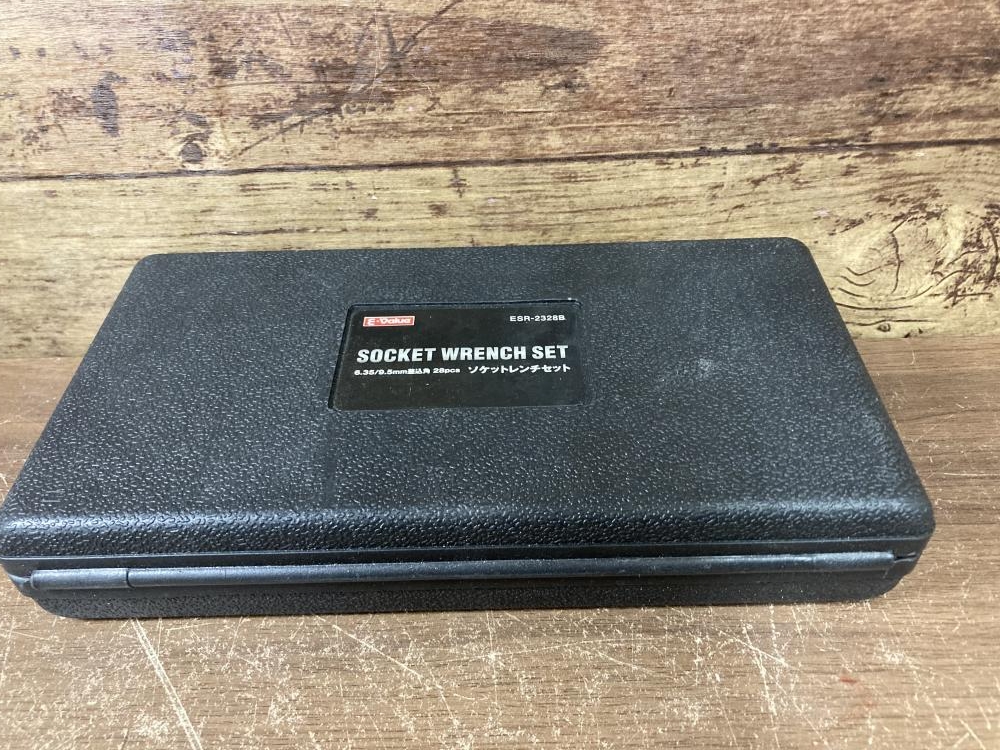 E-Value ESR-2328B
SOCKET WRENCH SET
6.35/9.5mm差込角 28pcs ソケットレンチセット